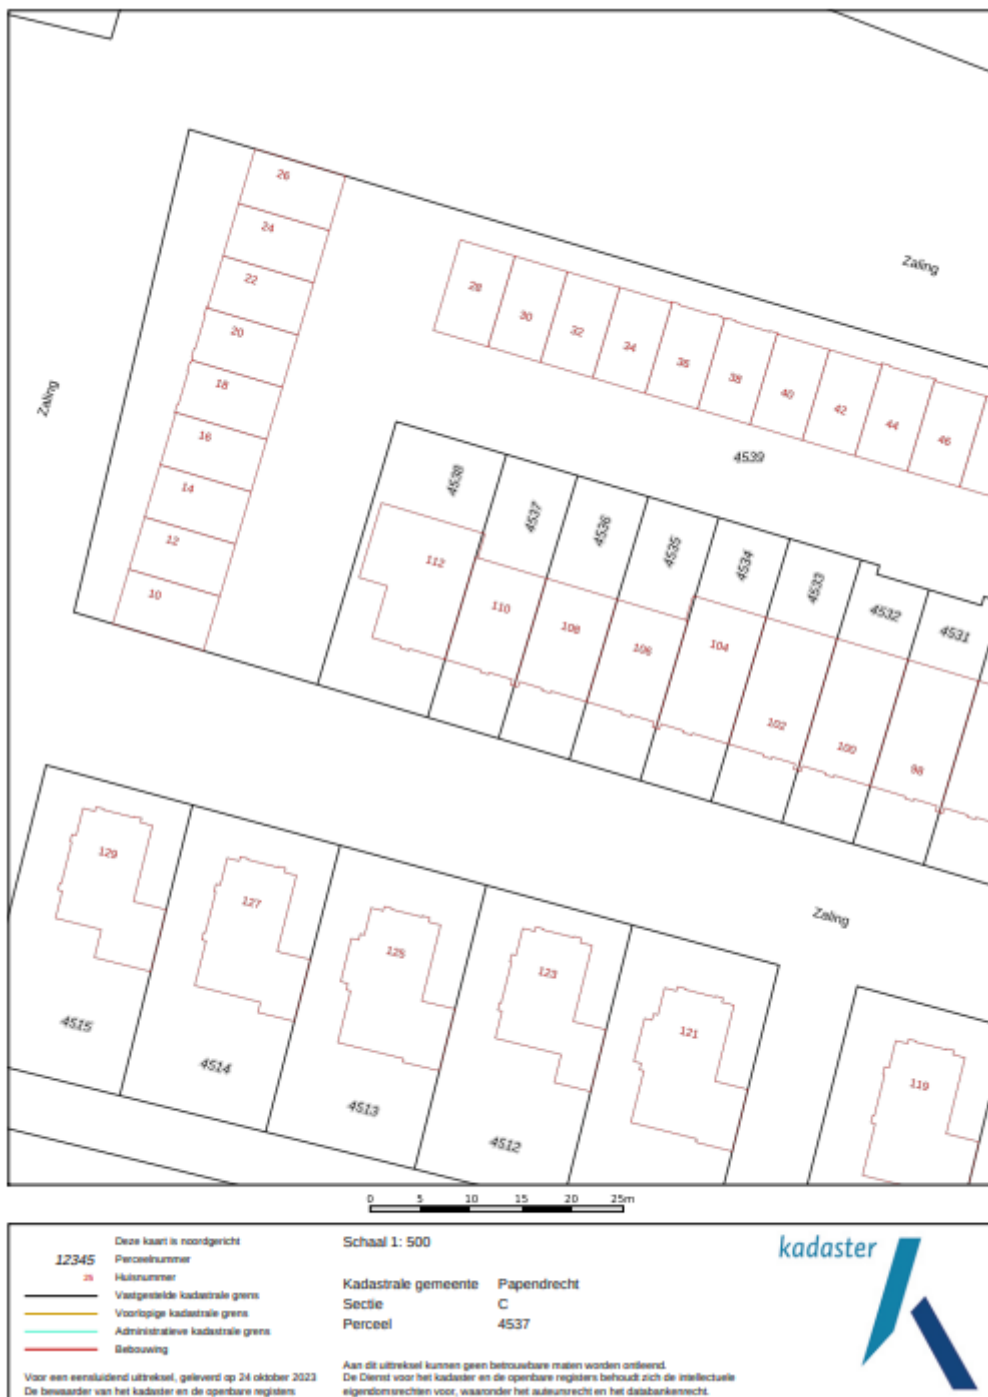 26
24
Zaling
22
28
30
20
32
34
36
18
38
Zaling
40
42
16
44
46
4539
4538
14
4537
4536
12
4535
112
4534
4533
10
110
4532
108
4531
106
104
102
100
98
129
127
Zaling
125
123
4515
121
4514
119
4513
4512
0 5 10 15 20 25m
Deze kaart is noordgericht
12345 Perceelnummer
25 Huisnummer
Vastgestelde kadastrale grens
Voorlopige kadastrale grens
Administratieve kadastrale grens
Bebouwing
Voor een eensluidend uittreksel, geleverd op 24 oktober 2023
De bewaarder van het kadaster en de openbare registers
Schaal 1: 500
Kadastrale gemeente Papendrecht
Sectie C
Perceel 4537
Aan dit uittreksel kunnen geen betrouwbare maten worden ontleend.
De Dienst voor het kadaster en de openbare registers behoudt zich de intellectuele
eigendomsrechten voor, waaronder het auteursrecht en het databankenrecht.
kadaster